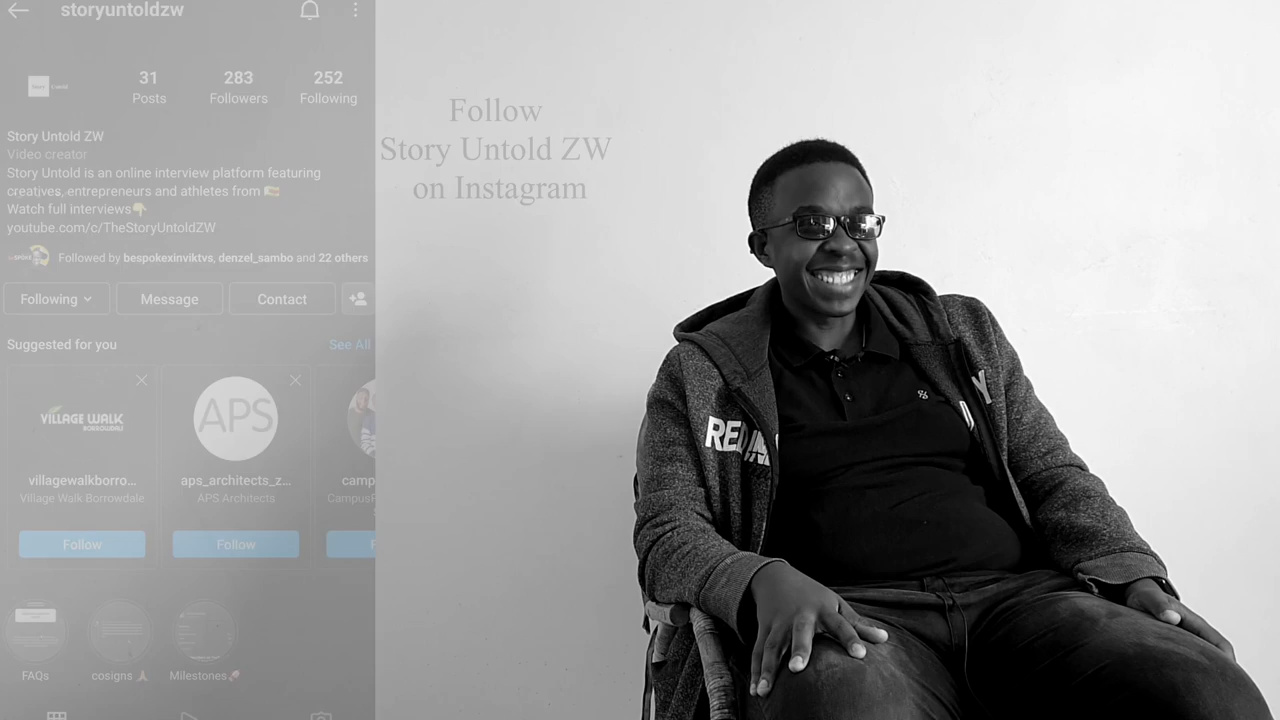 storyuntoldzw
31 283 252
Posts Followers Following
Story Untold ZW
Video creator
Story Untold is an online interview platform featuring
creatives, entrepreneurs and athletes from
Watch full interviews
youtube.com/c/TheStoryUntoldZW
Followed by bespokexinviktvs, denzel_sambo and 22 others
Following Message Contact
Suggested for you See All
VILLAGE WALK
BORROWDALE
APS
villagewalkborro... aps_architects_z... camp
Village Walk Borrowdale APS Architects
Follow Follow
FAQs cosigns Milestones
Follow
Story Untold ZW
on Instagram